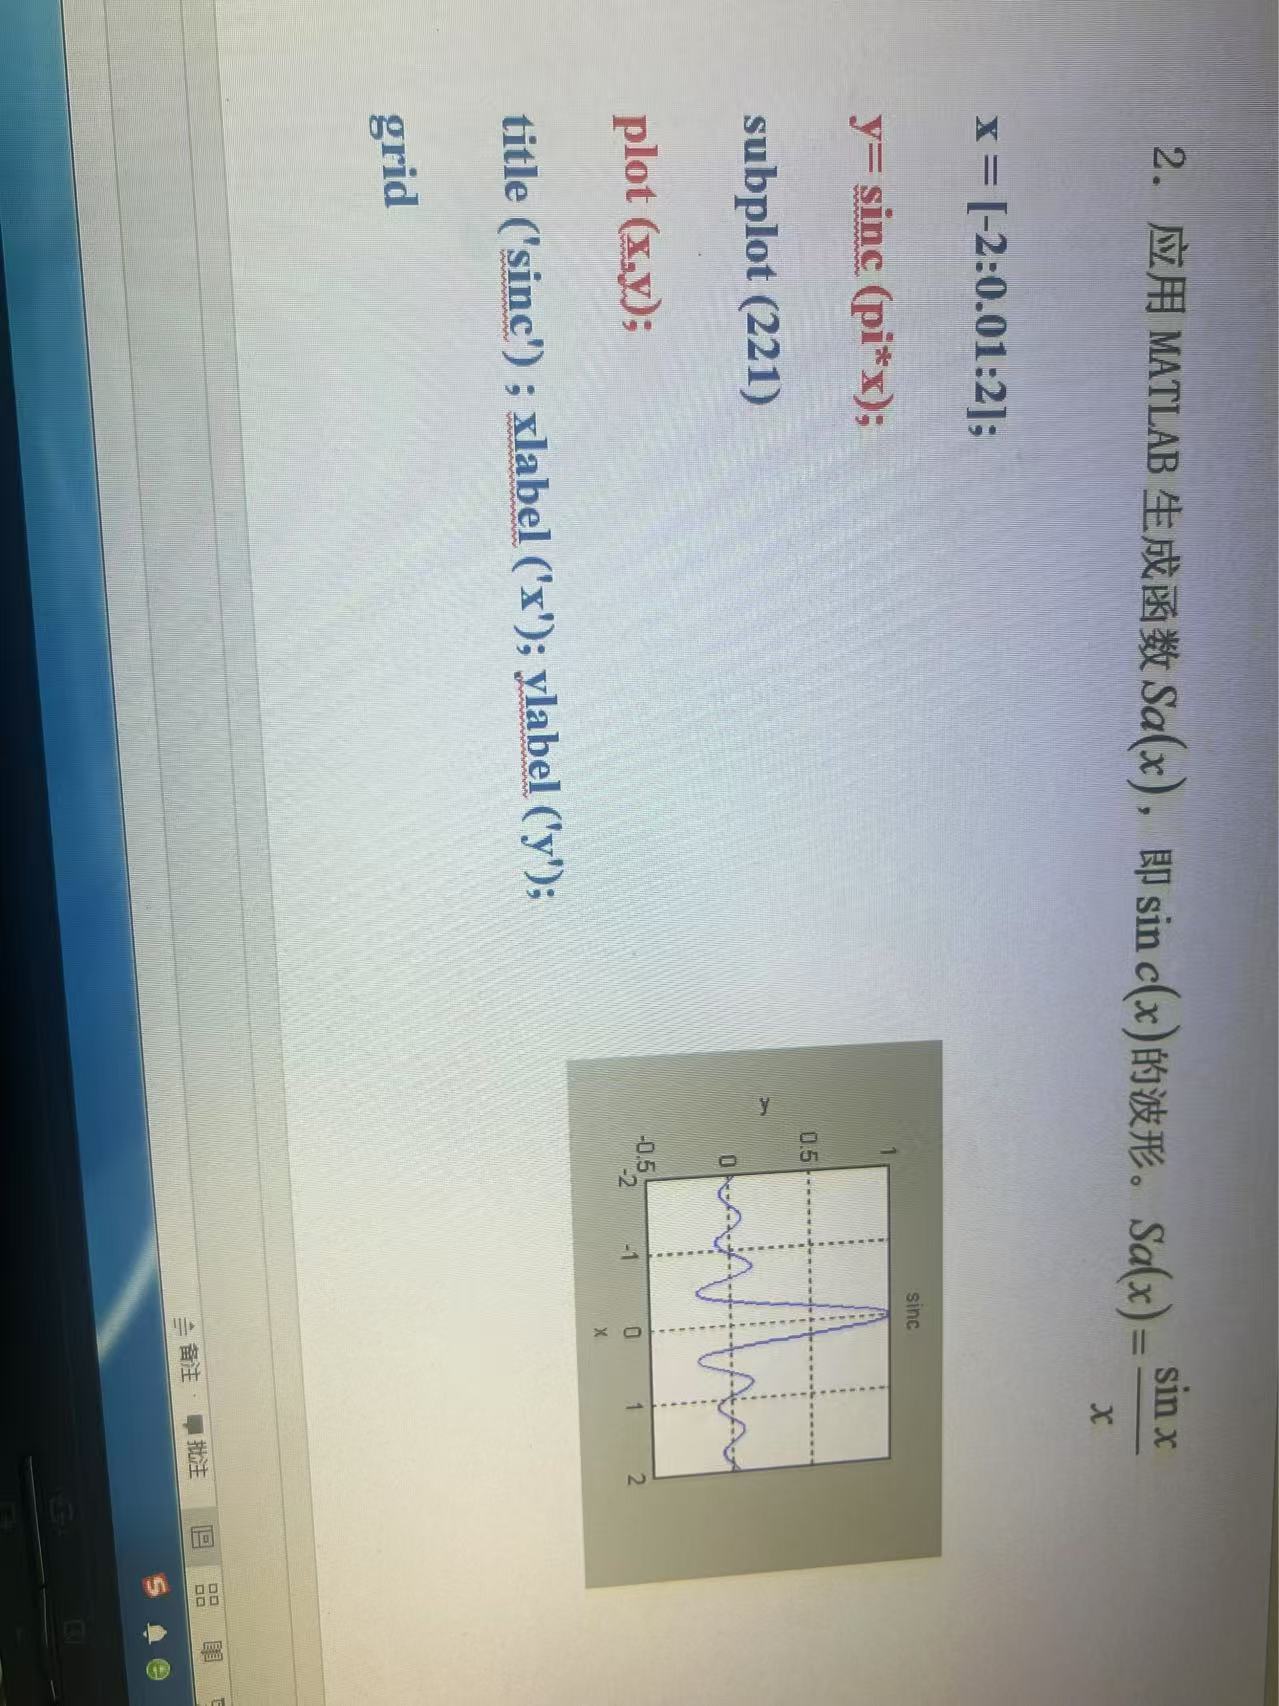 2. 应用 MATLAB 生成函数 Sa(x)，即 sin c(x)的波形。Sa(x)= sin x / x
x = [-2:0.01:2];
y= sinc (pi*x);
subplot (221)
plot (x,y);
title ('sinc') ; xlabel ('x'); ylabel ('y');
grid
sinc
1
0.5
y
0
-0.5
-2 -1 0 1 2
x
备注 批注